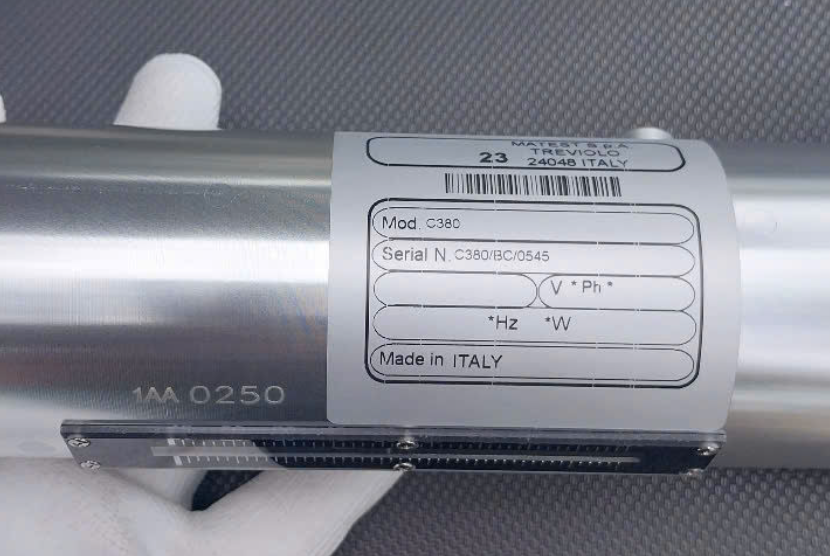 MATEST S.p.A.
TREVIOLO
23 24048 ITALY
Mod. C380
Serial N. C380/BC/0545
V * Ph *
*Hz *W
Made in ITALY
1AA 0250